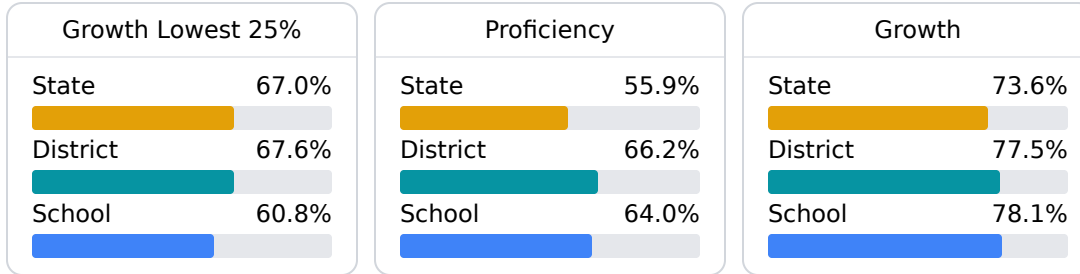 Growth Lowest 25%
State 67.0%
District 67.6%
School 60.8%
Proficiency
State 55.9%
District 66.2%
School 64.0%
Growth
State 73.6%
District 77.5%
School 78.1%